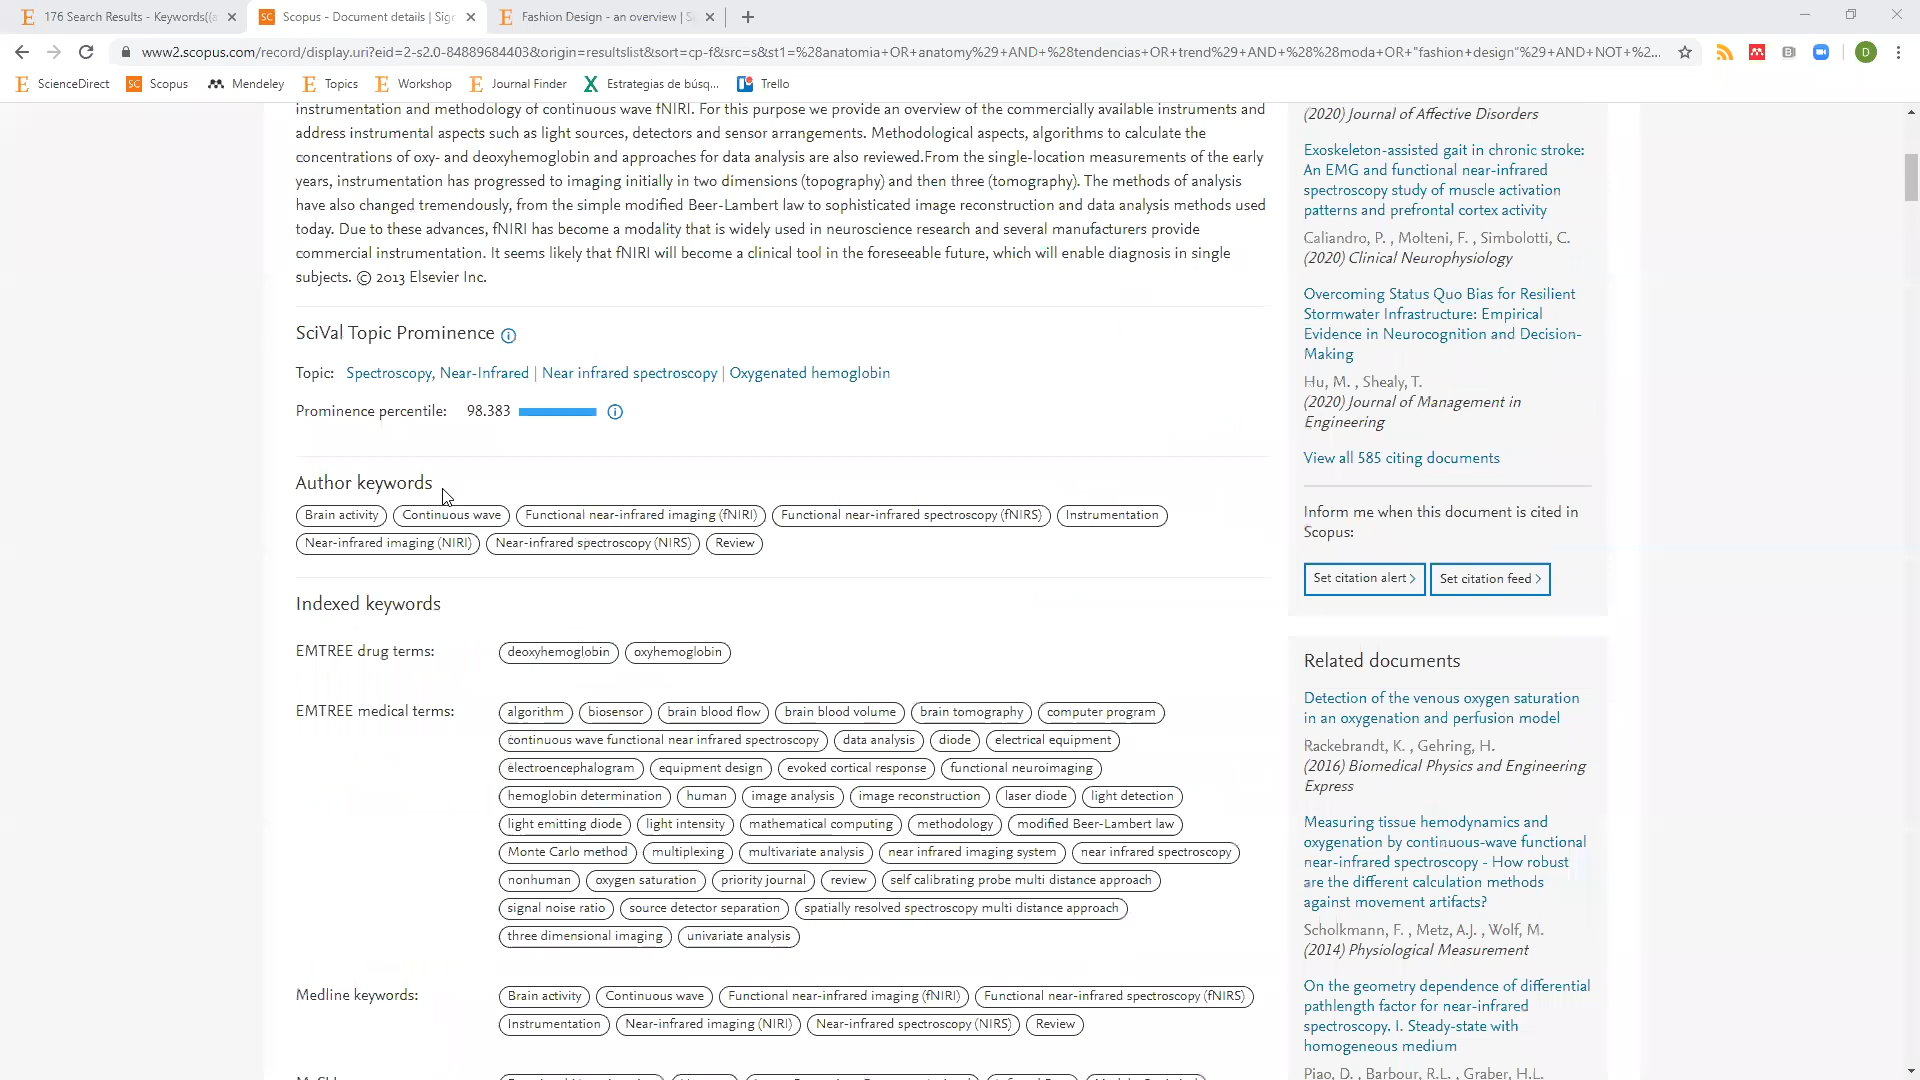 176 Search Results - Keywords((a
Scopus - Document details | Sign
Fashion Design - an overview | S
www2.scopus.com/record/display.uri?eid=2-s2.0-84889684403&origin=resultslist&sort=cp-f&src=s&st1=%28anatomia+OR+anatomy%29+AND+%28tendencias+OR+trend%29+AND+%28%28moda+OR+"fashion+design"%29+AND+NOT+%2...
D
ScienceDirect
SC Scopus
Mendeley
Topics
Workshop
Journal Finder
Estrategias de búsq...
Trello
instrumentation and methodology of continuous wave fNIRI. For this purpose we provide an overview of the commercially available instruments and
address instrumental aspects such as light sources, detectors and sensor arrangements. Methodological aspects, algorithms to calculate the
concentrations of oxy- and deoxyhemoglobin and approaches for data analysis are also reviewed.From the single-location measurements of the early
years, instrumentation has progressed to imaging initially in two dimensions (topography) and then three (tomography). The methods of analysis
have also changed tremendously, from the simple modified Beer-Lambert law to sophisticated image reconstruction and data analysis methods used
today. Due to these advances, fNIRI has become a modality that is widely used in neuroscience research and several manufacturers provide
commercial instrumentation. It seems likely that fNIRI will become a clinical tool in the foreseeable future, which will enable diagnosis in single
subjects. © 2013 Elsevier Inc.
SciVal Topic Prominence
Topic: Spectroscopy, Near-Infrared | Near infrared spectroscopy | Oxygenated hemoglobin
Prominence percentile: 98.383
Author keywords
Brain activity Continuous wave Functional near-infrared imaging (fNIRI) Functional near-infrared spectroscopy (fNIRS) Instrumentation
Near-infrared imaging (NIRI) Near-infrared spectroscopy (NIRS) Review
Indexed keywords
EMTREE drug terms: deoxyhemoglobin oxyhemoglobin
EMTREE medical terms: algorithm biosensor brain blood flow brain blood volume brain tomography computer program
continuous wave functional near infrared spectroscopy data analysis diode electrical equipment
electroencephalogram equipment design evoked cortical response functional neuroimaging
hemoglobin determination human image analysis image reconstruction laser diode light detection
light emitting diode light intensity mathematical computing methodology modified Beer-Lambert law
Monte Carlo method multiplexing multivariate analysis near infrared imaging system near infrared spectroscopy
nonhuman oxygen saturation priority journal review self calibrating probe multi distance approach
signal noise ratio source detector separation spatially resolved spectroscopy multi distance approach
three dimensional imaging univariate analysis
Medline keywords: Brain activity Continuous wave Functional near-infrared imaging (fNIRI) Functional near-infrared spectroscopy (fNIRS)
Instrumentation Near-infrared imaging (NIRI) Near-infrared spectroscopy (NIRS) Review
(2020) Journal of Affective Disorders
Exoskeleton-assisted gait in chronic stroke:
An EMG and functional near-infrared
spectroscopy study of muscle activation
patterns and prefrontal cortex activity
Caliandro, P. , Molteni, F. , Simbolotti, C.
(2020) Clinical Neurophysiology
Overcoming Status Quo Bias for Resilient
Stormwater Infrastructure: Empirical
Evidence in Neurocognition and Decision-
Making
Hu, M. , Shealy, T.
(2020) Journal of Management in
Engineering
View all 585 citing documents
Inform me when this document is cited in
Scopus:
Set citation alert > Set citation feed >
Related documents
Detection of the venous oxygen saturation
in an oxygenation and perfusion model
Rackebrandt, K. , Gehring, H.
(2016) Biomedical Physics and Engineering
Express
Measuring tissue hemodynamics and
oxygenation by continuous-wave functional
near-infrared spectroscopy - How robust
are the different calculation methods
against movement artifacts?
Scholkmann, F. , Metz, A.J. , Wolf, M.
(2014) Physiological Measurement
On the geometry dependence of differential
pathlength factor for near-infrared
spectroscopy. I. Steady-state with
homogeneous medium
Piao, D. , Barbour, R.L. , Graber, H.L.